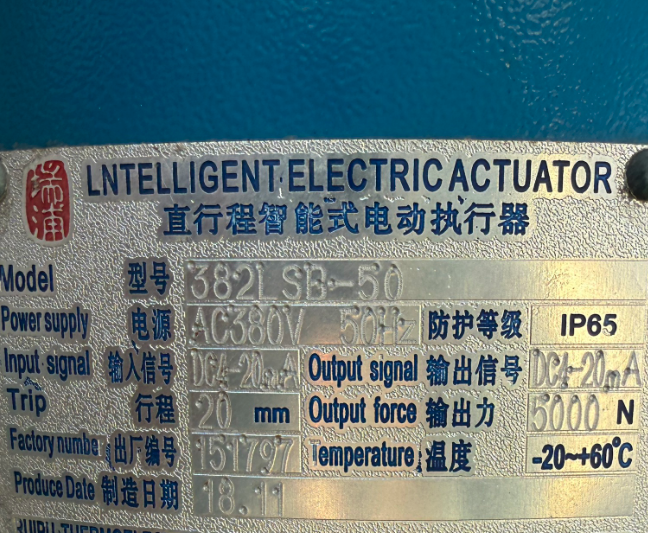 LNTELLIGENT ELECTRIC ACTUATOR
直行程智能式电动执行器
Model 型号 382LSB-50
Power supply 电源 AC380V 50Hz 防护等级 IP65
Input signal 输入信号 DC4-20mA Output signal 输出信号 DC4-20mA
Trip 行程 20 mm Output force 输出力 5000 N
Factory numbe 出厂编号 151797 Temperature 温度 -20~+60°C
Produce Date 制造日期 18.11